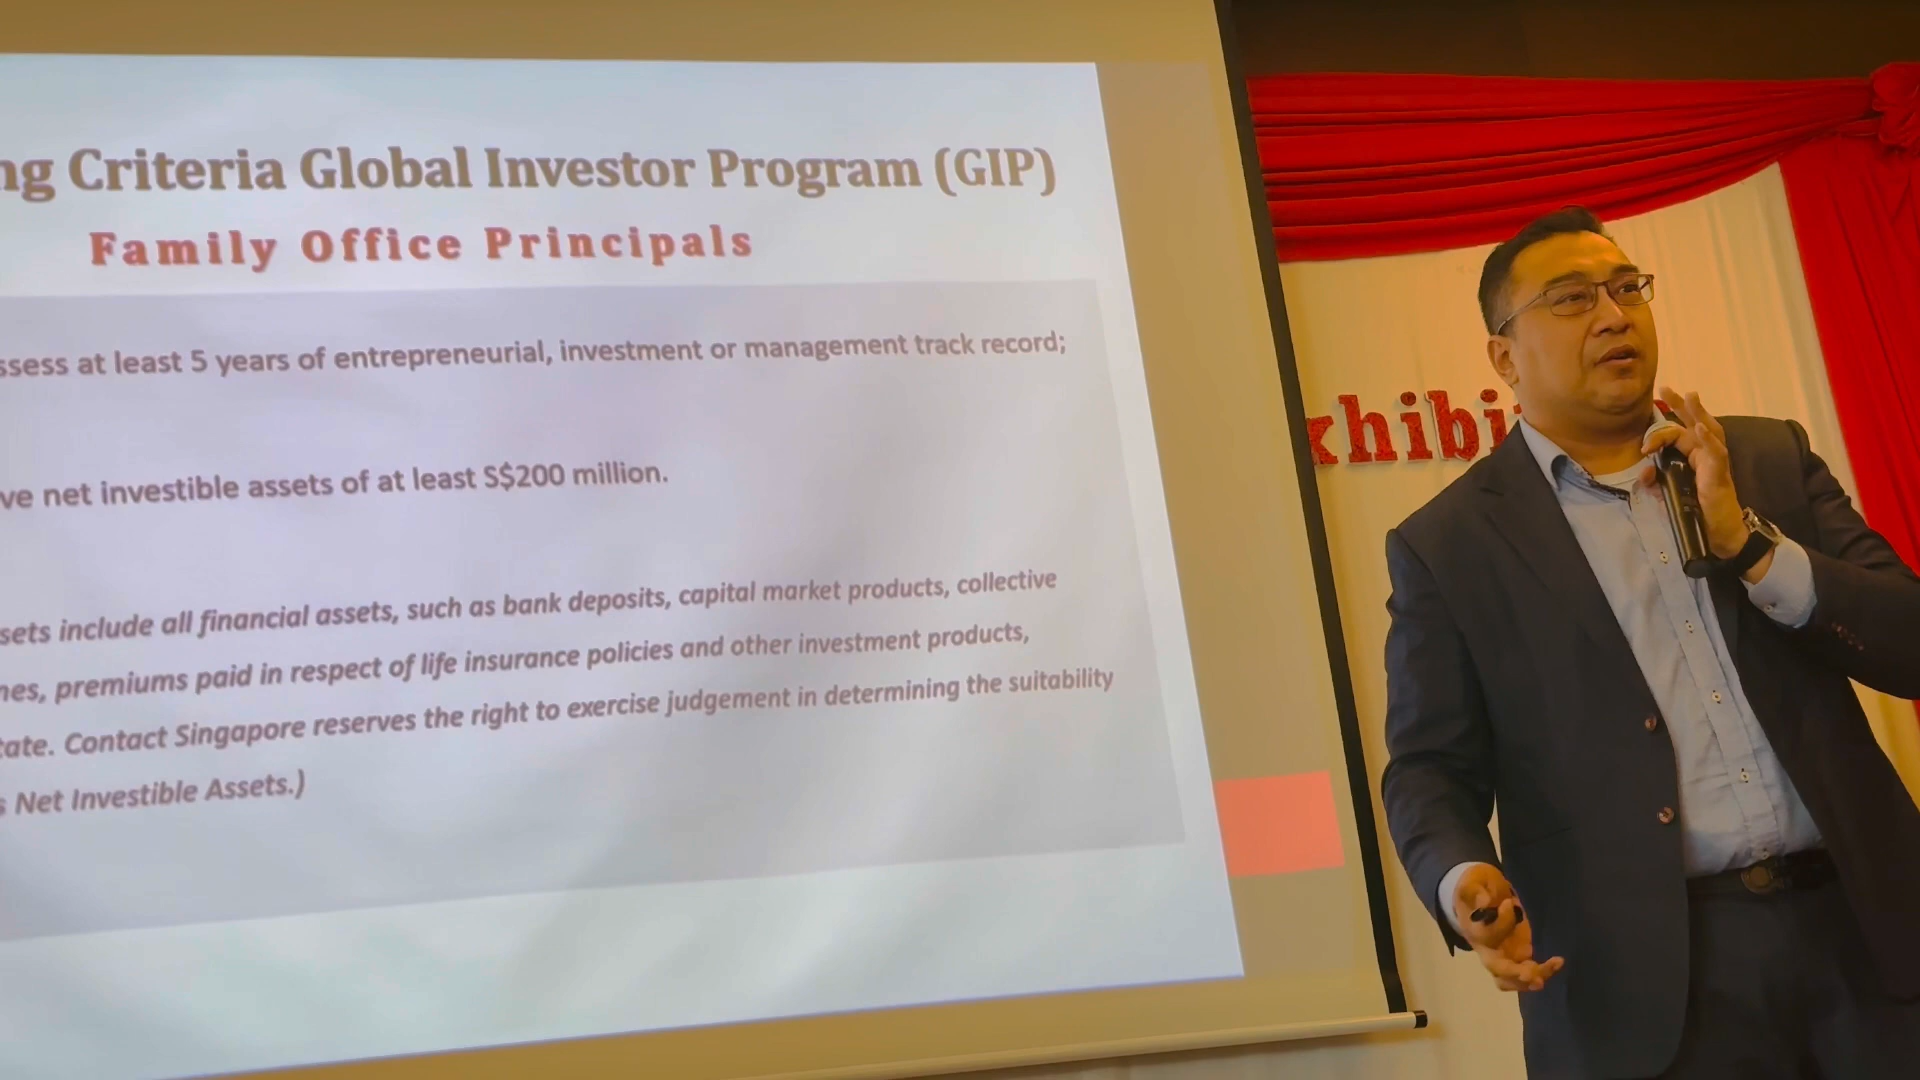 ng Criteria Global Investor Program (GIP)
Family Office Principals
ssess at least 5 years of entrepreneurial, investment or management track record;
ve net investible assets of at least S$200 million.
sets include all financial assets, such as bank deposits, capital market products, collective
nes, premiums paid in respect of life insurance policies and other investment products,
tate. Contact Singapore reserves the right to exercise judgement in determining the suitability
s Net Investible Assets.)
xhibi